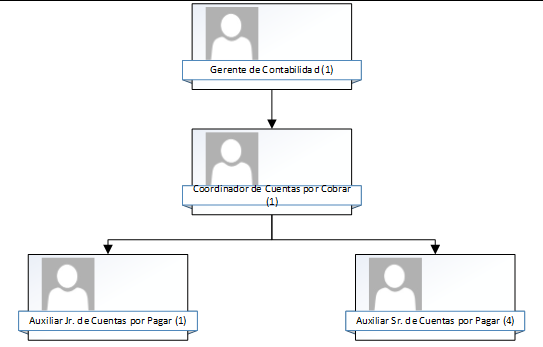 Gerente de Contabilidad (1)
Coordinador de Cuentas por Cobrar
(1)
Auxiliar Jr. de Cuentas por Pagar (1)
Auxiliar Sr. de Cuentas por Pagar (4)